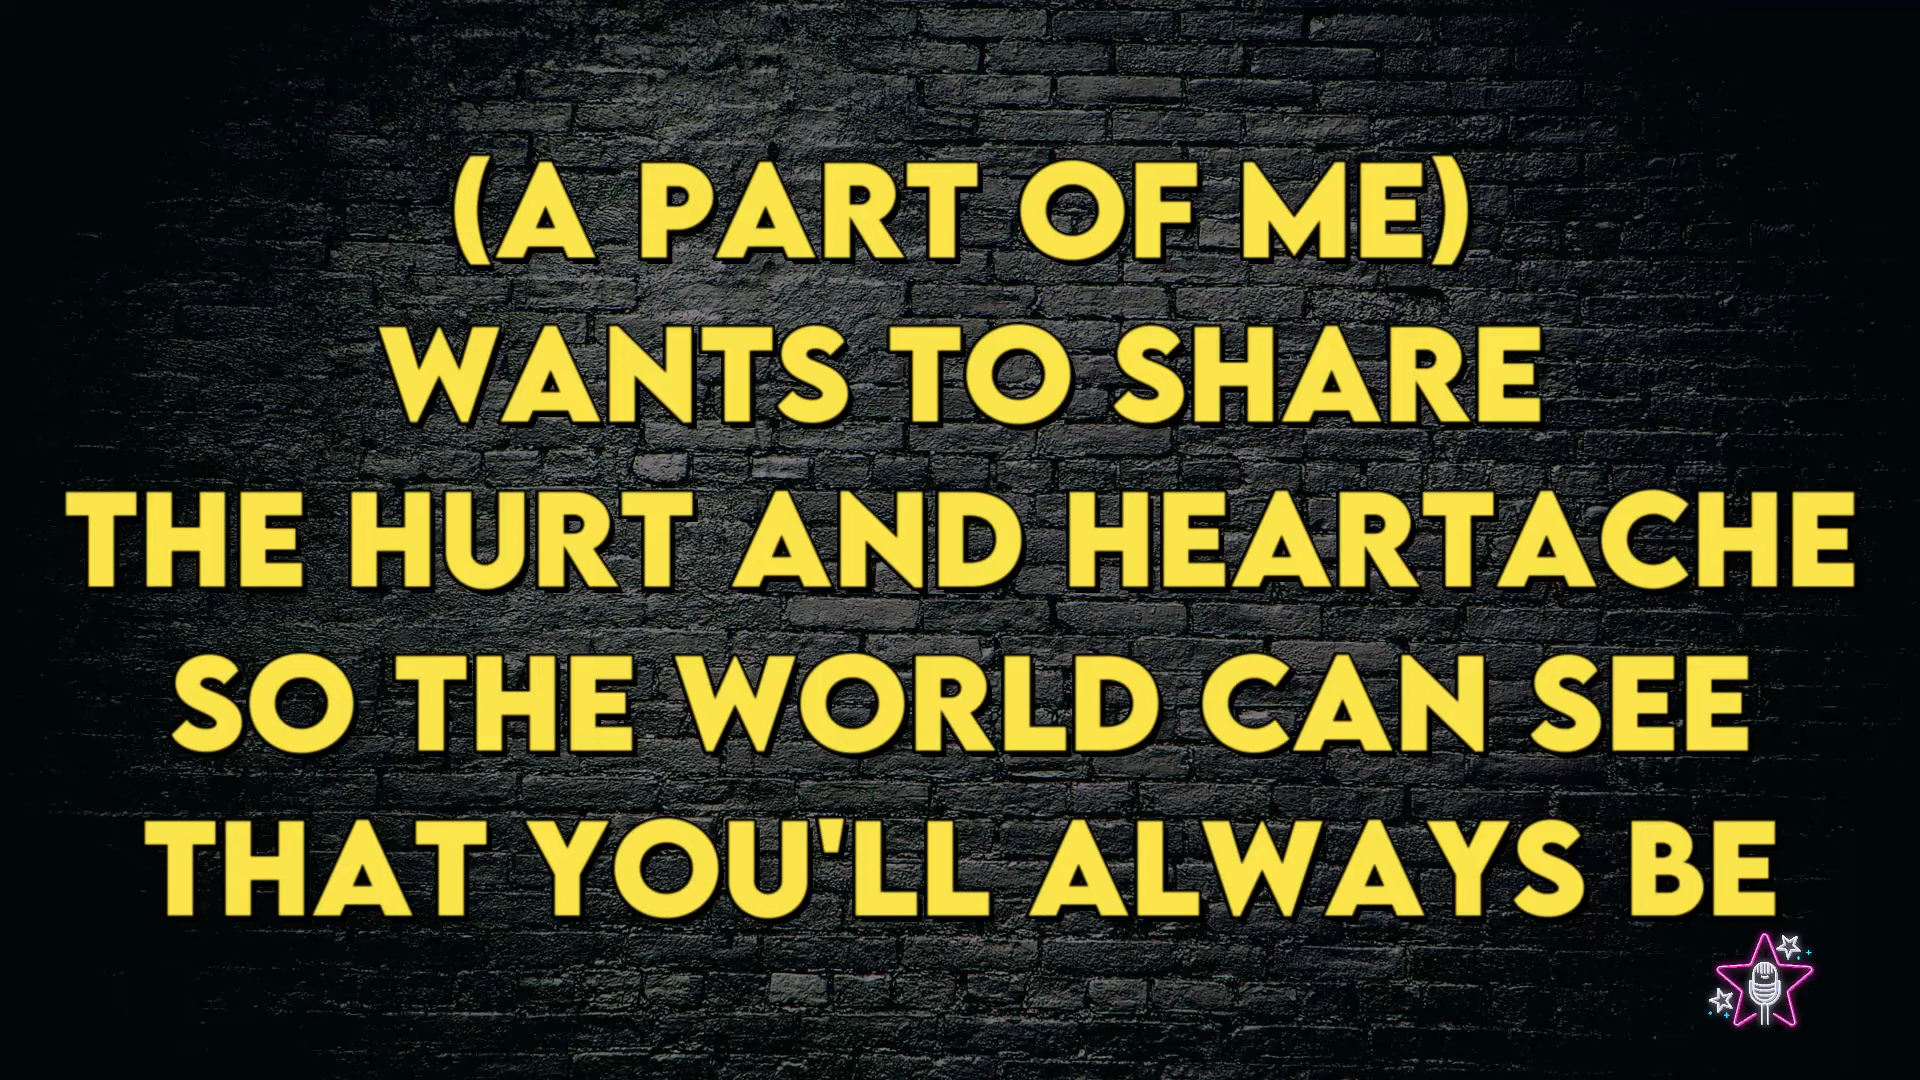 (A PART OF ME)
WANTS TO SHARE
THE HURT AND HEARTACHE
SO THE WORLD CAN SEE
THAT YOU'LL ALWAYS BE